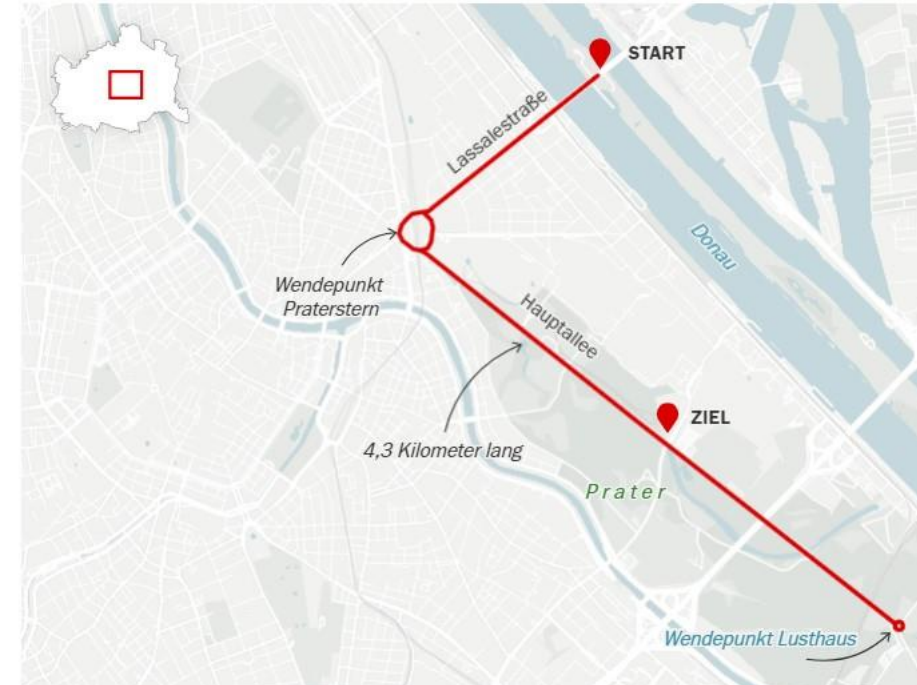 START
Lassalestraße
Donau
Wendepunkt
Praterstern
Hauptallee
ZIEL
4,3 Kilometer lang
Prater
Wendepunkt Lusthaus